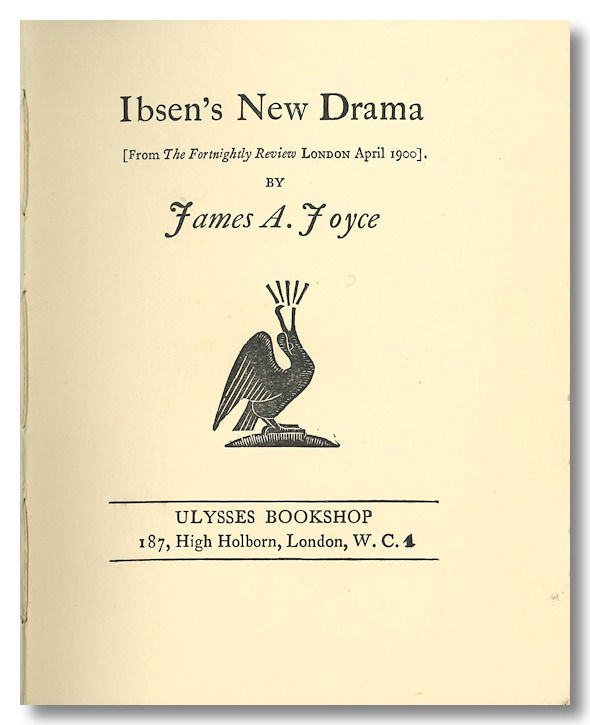 Ibsen's New Drama
[From The Fortnightly Review LONDON April 1900].
BY
James A. Joyce
ULYSSES BOOKSHOP
187, High Holborn, London, W. C. 1